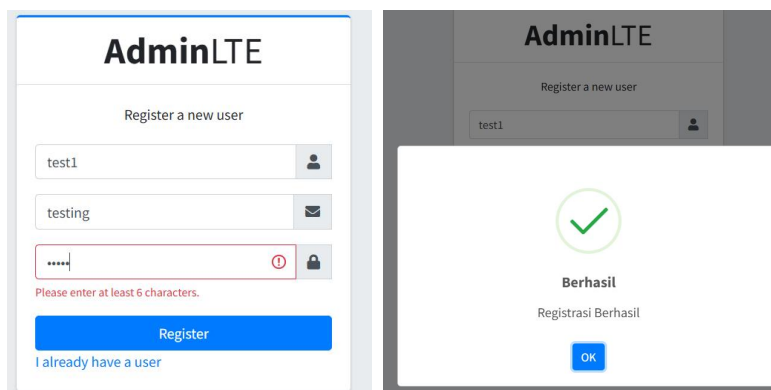 AdminLTE
Register a new user
test1
testing
•••••
Please enter at least 6 characters.
Register
I already have a user
AdminLTE
Register a new user
test1
Berhasil
Registrasi Berhasil
OK